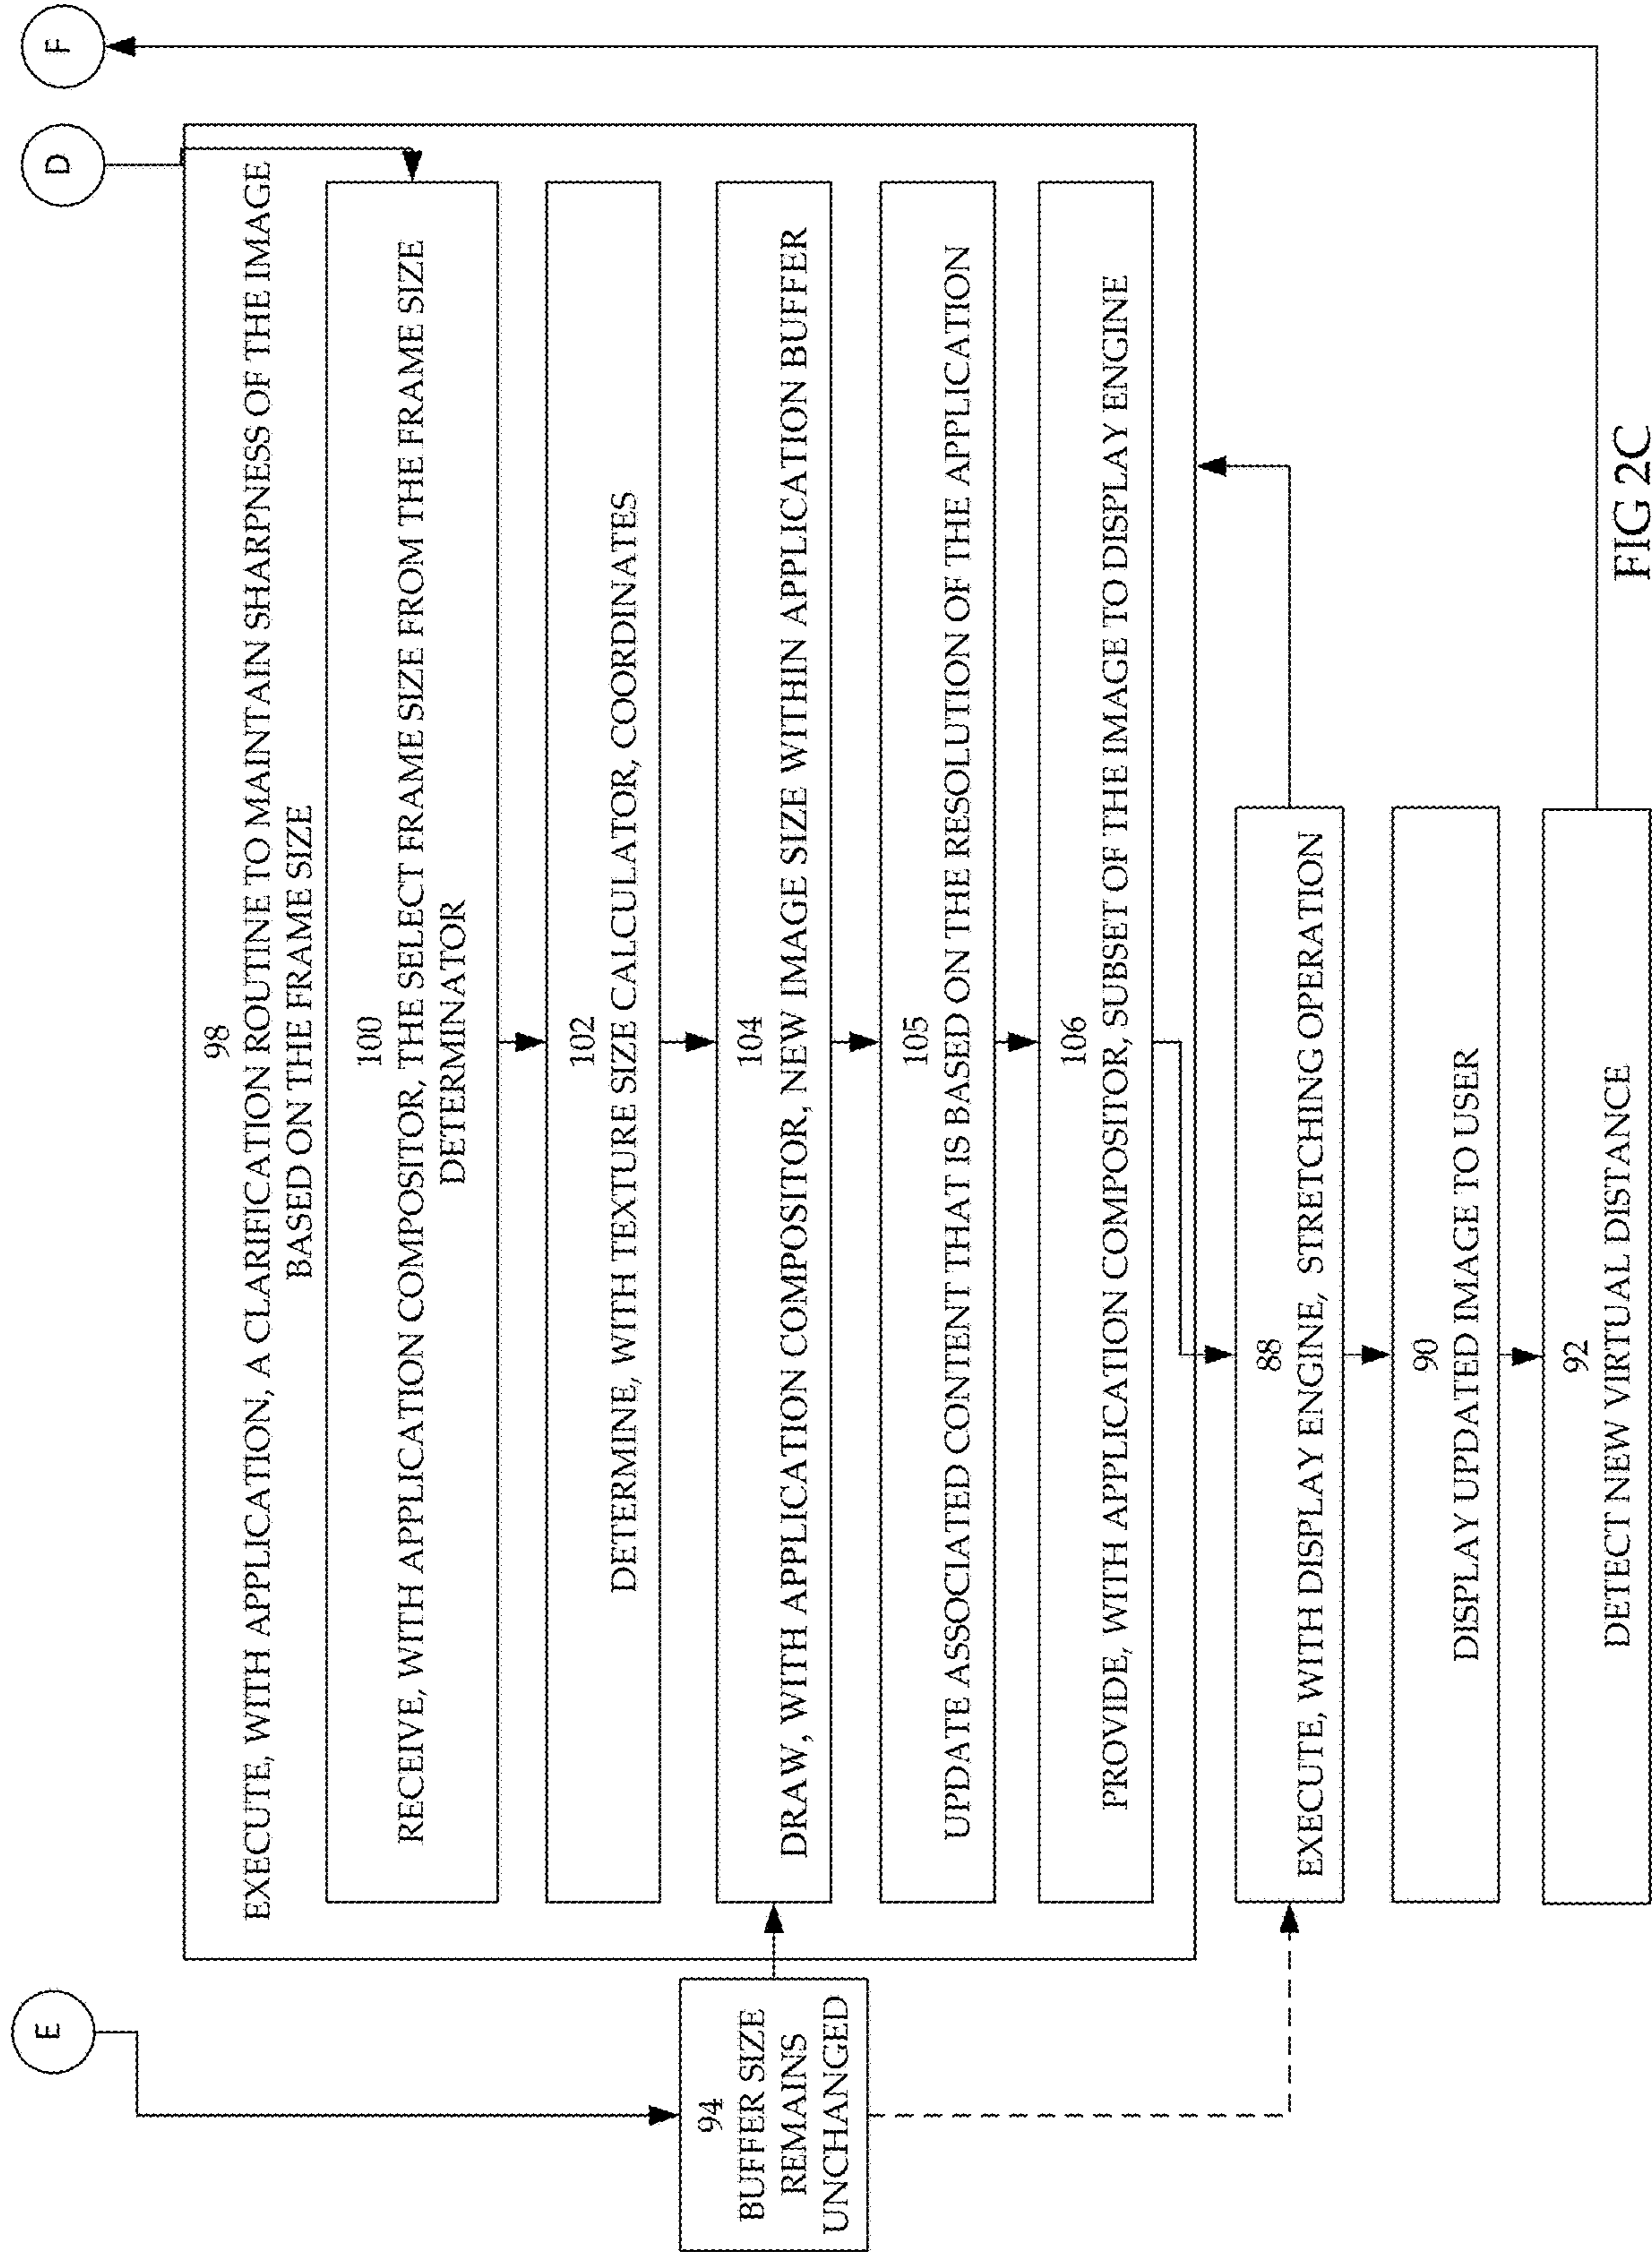 E
D
F
98
EXECUTE, WITH APPLICATION, A CLARIFICATION ROUTINE TO MAINTAIN SHARPNESS OF THE IMAGE
BASED ON THE FRAME SIZE
100
RECEIVE, WITH APPLICATION COMPOSITOR, THE SELECT FRAME SIZE FROM THE FRAME SIZE
DETERMINATOR
102
DETERMINE, WITH TEXTURE SIZE CALCULATOR, COORDINATES
94
BUFFER SIZE
REMAINS
UNCHANGED
104
DRAW, WITH APPLICATION COMPOSITOR, NEW IMAGE SIZE WITHIN APPLICATION BUFFER
105
UPDATE ASSOCIATED CONTENT THAT IS BASED ON THE RESOLUTION OF THE APPLICATION
106
PROVIDE, WITH APPLICATION COMPOSITOR, SUBSET OF THE IMAGE TO DISPLAY ENGINE
88
EXECUTE, WITH DISPLAY ENGINE, STRETCHING OPERATION
90
DISPLAY UPDATED IMAGE TO USER
92
DETECT NEW VIRTUAL DISTANCE
FIG 2C